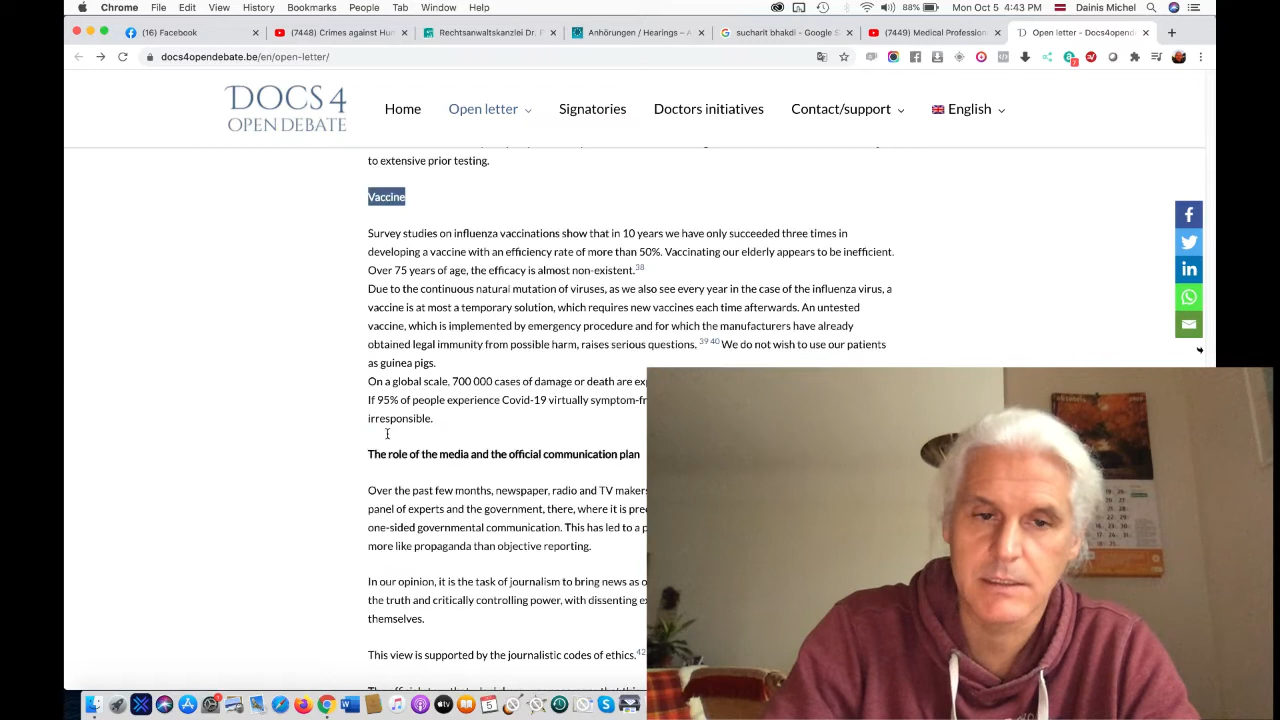 Chrome File Edit View History Bookmarks People Tab Window Help 88% Mon Oct 5 4:43 PM Dainis Michel
(16) Facebook (7448) Crimes against Hu Rechtsanwaltskanzlei Dr. F Anhörungen / Hearings – A sucharit bhakdi - Google S (7449) Medical Profession Open letter - Docs4opend
docs4opendebate.be/en/open-letter/
DOCS 4
OPEN DEBATE
Home Open letter Signatories Doctors initiatives Contact/support English
to extensive prior testing.
Vaccine
Survey studies on influenza vaccinations show that in 10 years we have only succeeded three times in
developing a vaccine with an efficiency rate of more than 50%. Vaccinating our elderly appears to be inefficient.
Over 75 years of age, the efficacy is almost non-existent.38
Due to the continuous natural mutation of viruses, as we also see every year in the case of the influenza virus, a
vaccine is at most a temporary solution, which requires new vaccines each time afterwards. An untested
vaccine, which is implemented by emergency procedure and for which the manufacturers have already
obtained legal immunity from possible harm, raises serious questions. 39 40 We do not wish to use our patients
as guinea pigs.
On a global scale, 700 000 cases of damage or death are ex
If 95% of people experience Covid-19 virtually symptom-fr
irresponsible.
The role of the media and the official communication plan
Over the past few months, newspaper, radio and TV makers
panel of experts and the government, there, where it is pre
one-sided governmental communication. This has led to a p
more like propaganda than objective reporting.
In our opinion, it is the task of journalism to bring news as o
the truth and critically controlling power, with dissenting ex
themselves.
This view is supported by the journalistic codes of ethics.42